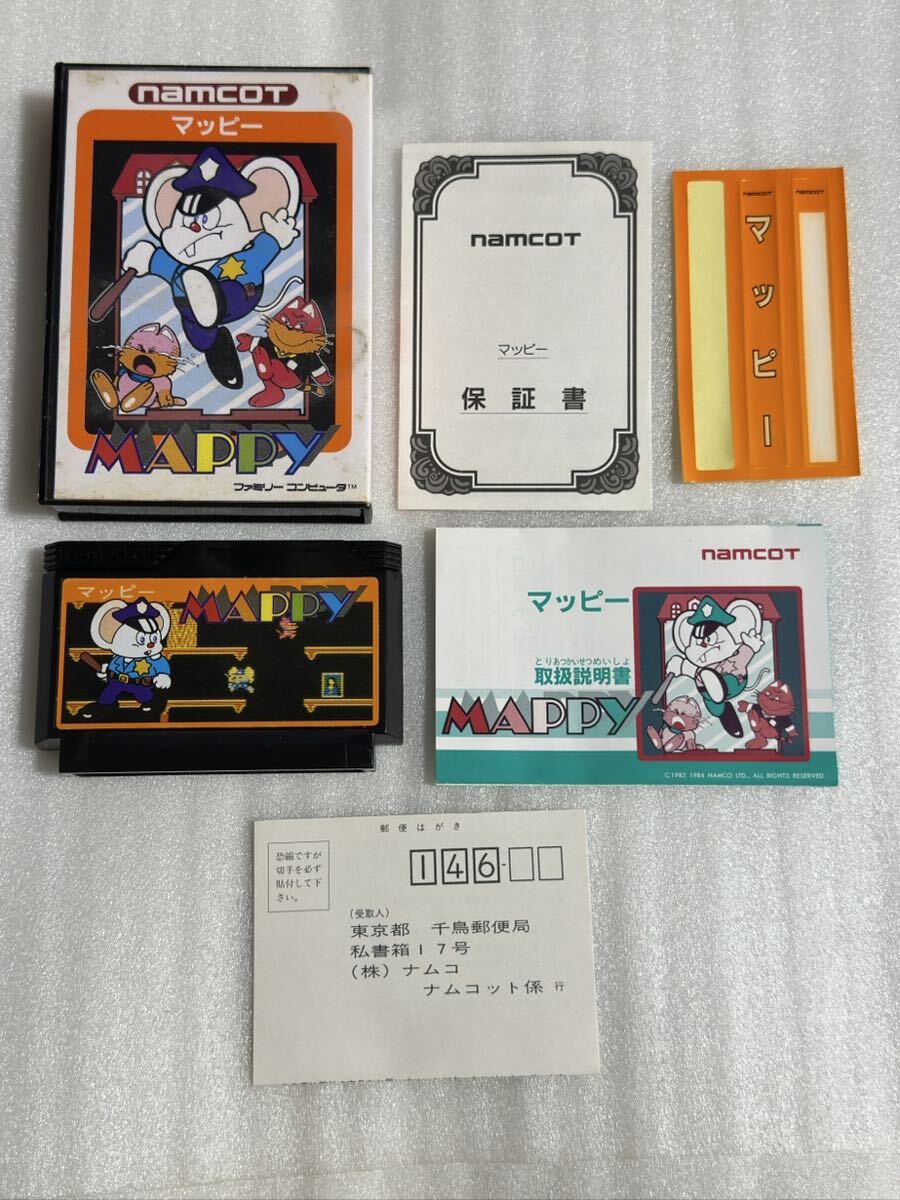 namcot
マッピー
MAPPY
ファミリー コンピュータ™
namcot
マッピー
保証書
namcot
マッピー
namcot
マッピー
MAPPY
namcot
マッピー
とりあつかいせつめいしよ
取扱説明書
MAPPY
©1983 1984 NAMCO LTD., ALL RIGHTS RESERVED
郵便はがき
恐縮ですが
切手を必ず
貼付して下
さい。
146-
(受取人)
東京都 千鳥郵便局
私書箱17号
(株)ナムコ
ナムコット係 行